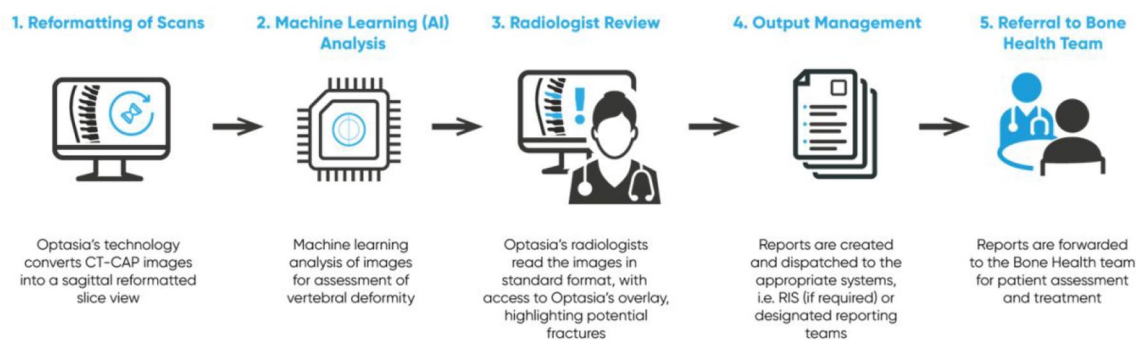 1. Reformatting of Scans
Optasia's technology
converts CT-CAP images
into a sagittal reformatted
slice view
2. Machine Learning (AI)
Analysis
Machine learning
analysis of images
for assessment of
vertebral deformity
3. Radiologist Review
Optasia's radiologists
read the images in
standard format, with
access to Optasia's overlay,
highlighting potential
fractures
4. Output Management
Reports are created
and dispatched to the
appropriate systems,
i.e. RIS (if required) or
designated reporting
teams
5. Referral to Bone
Health Team
Reports are forwarded
to the Bone Health team
for patient assessment
and treatment